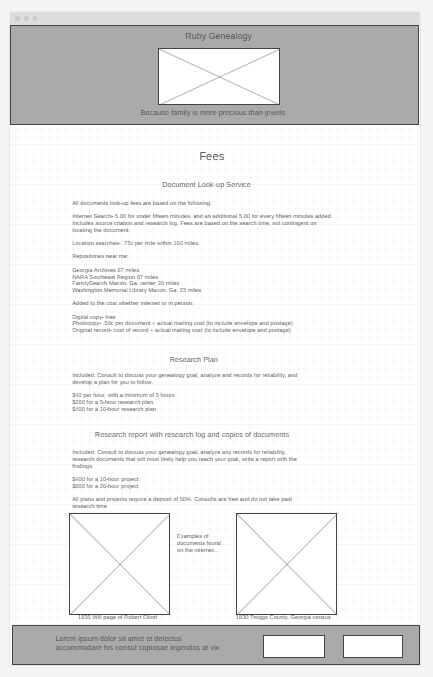 Ruby Genealogy
Because family is more precious than jewels
Fees
Document Look-up Service
All documents look-up fees are based on the following:
Internet Search- 5.00 for under fifteen minutes, and an additional 5.00 for every fifteen minutes added.
Includes source citation and research log. Fees are based on the search time, not contingent on
locating the document.
Location searches- .75c per mile within 100 miles.
Repositories near me:
Georgia Archives 87 miles
NARA Southeast Region 87 miles
FamilySearch Macon, Ga. center 20 miles
Washington Memorial Library Macon, Ga. 23 miles
Added to the cost whether internet or in person:
Digital copy- free
Photocopy- .50c per document + actual mailing cost (to include envelope and postage)
Original record- cost of record + actual mailing cost (to include envelope and postage)
Research Plan
Included: Consult to discuss your genealogy goal, analyze and records for reliability, and
develop a plan for you to follow.
$40 per hour, with a minimum of 5 hours
$200 for a 5-hour research plan
$400 for a 10-hour research plan
Research report with research log and copies of documents
Included: Consult to discuss your genealogy goal, analyze any records for reliability,
research documents that will most likely help you reach your goal, write a report with the
findings.
$400 for a 10-hour project
$800 for a 20-hour project
All plans and projects require a deposit of 50%. Consults are free and do not take paid
research time
Examples of
documents found
on the internet...
1835 Will page of Robert Elliott
1830 Twiggs County, Georgia census
Lorem ipsum dolor sit amet et delectus
accommodare his consul copiosae legendos at vix